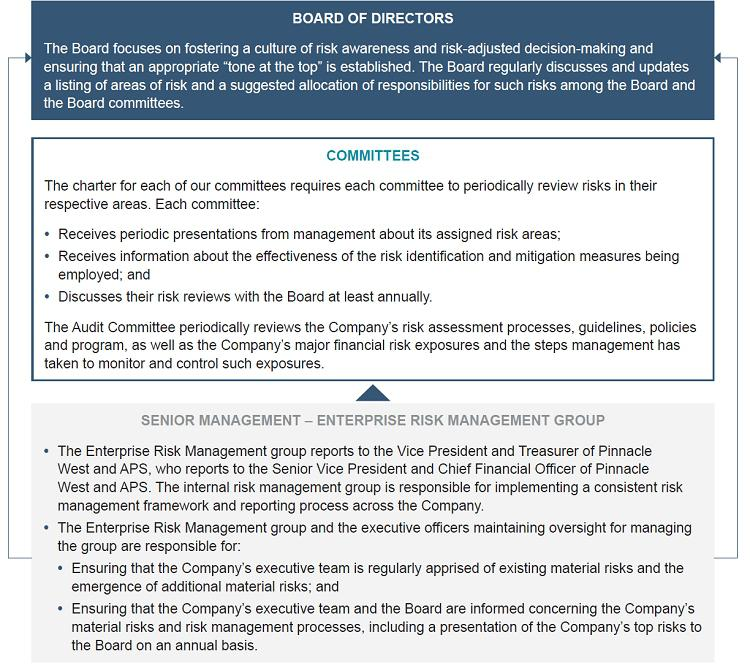 BOARD OF DIRECTORS
The Board focuses on fostering a culture of risk awareness and risk-adjusted decision-making and
ensuring that an appropriate “tone at the top” is established. The Board regularly discusses and updates
a listing of areas of risk and a suggested allocation of responsibilities for such risks among the Board and
the Board committees.
COMMITTEES
The charter for each of our committees requires each committee to periodically review risks in their
respective areas. Each committee:
• Receives periodic presentations from management about its assigned risk areas;
• Receives information about the effectiveness of the risk identification and mitigation measures being
employed; and
• Discusses their risk reviews with the Board at least annually.
The Audit Committee periodically reviews the Company’s risk assessment processes, guidelines, policies
and program, as well as the Company’s major financial risk exposures and the steps management has
taken to monitor and control such exposures.
SENIOR MANAGEMENT – ENTERPRISE RISK MANAGEMENT GROUP
• The Enterprise Risk Management group reports to the Vice President and Treasurer of Pinnacle
West and APS, who reports to the Senior Vice President and Chief Financial Officer of Pinnacle
West and APS. The internal risk management group is responsible for implementing a consistent risk
management framework and reporting process across the Company.
• The Enterprise Risk Management group and the executive officers maintaining oversight for managing
the group are responsible for:
• Ensuring that the Company’s executive team is regularly apprised of existing material risks and the
emergence of additional material risks; and
• Ensuring that the Company’s executive team and the Board are informed concerning the Company’s
material risks and risk management processes, including a presentation of the Company’s top risks to
the Board on an annual basis.